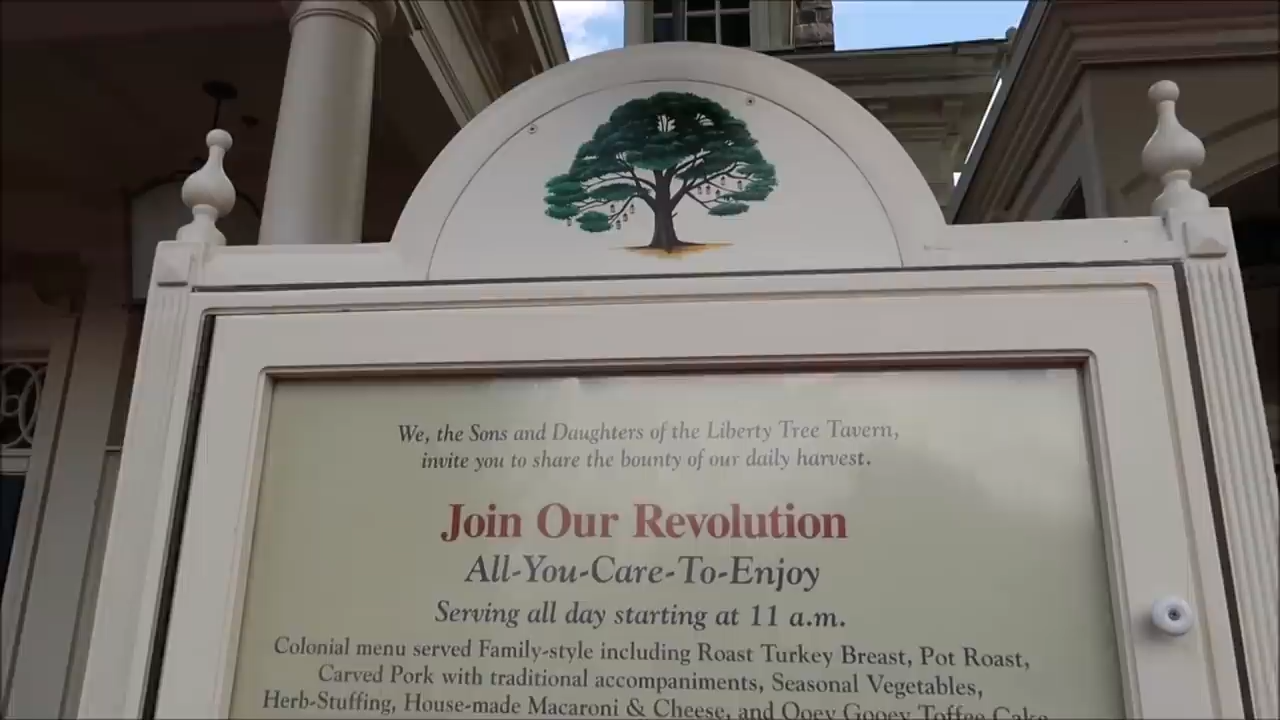 We, the Sons and Daughters of the Liberty Tree Tavern,
invite you to share the bounty of our daily harvest.
Join Our Revolution
All-You-Care-To-Enjoy
Serving all day starting at 11 a.m.
Colonial menu served Family-style including Roast Turkey Breast, Pot Roast,
Carved Pork with traditional accompaniments, Seasonal Vegetables,
Herb-Stuffing, House-made Macaroni & Cheese, and Ooey Gooey Toffee Cake